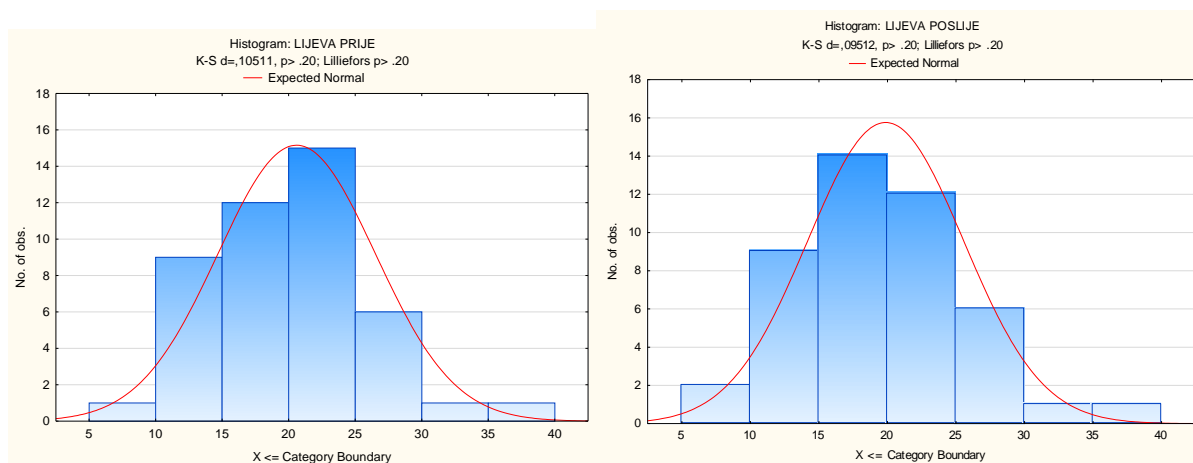 Histogram: LIJEVA PRIJE
K-S d=,10511, p> .20; Lilliefors p> .20
Expected Normal
18
16
14
12
10
8
6
4
2
0
No. of obs.
5 10 15 20 25 30 35 40
X <= Category Boundary
Histogram: LIJEVA POSLIJE
K-S d=,09512, p> .20; Lilliefors p> .20
Expected Normal
18
16
14
12
10
8
6
4
2
0
No. of obs.
5 10 15 20 25 30 35 40
X <= Category Boundary